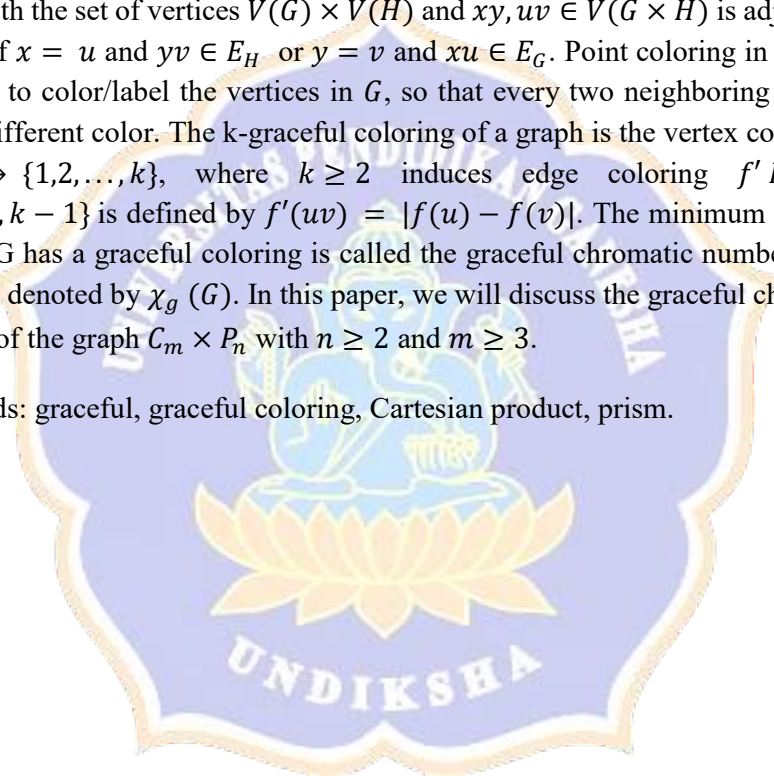 th the set of vertices V(G) × V(H) and xy, uv ∈ V(G × H) is adj
f x = u and yv ∈ E_H or y = v and xu ∈ E_G. Point coloring in
to color/label the vertices in G, so that every two neighboring
ifferent color. The k-graceful coloring of a graph is the vertex co
→ {1,2, … , k}, where k ≥ 2 induces edge coloring f′
, k − 1} is defined by f′(uv) = |f(u) − f(v)|. The minimum
G has a graceful coloring is called the graceful chromatic numbe
denoted by χ_g (G). In this paper, we will discuss the graceful c
of the graph C_m × P_n with n ≥ 2 and m ≥ 3.
ds: graceful, graceful coloring, Cartesian product, prism.
UNIVERSITAS PENDIDIKAN GANESHA
UNDIKSHA